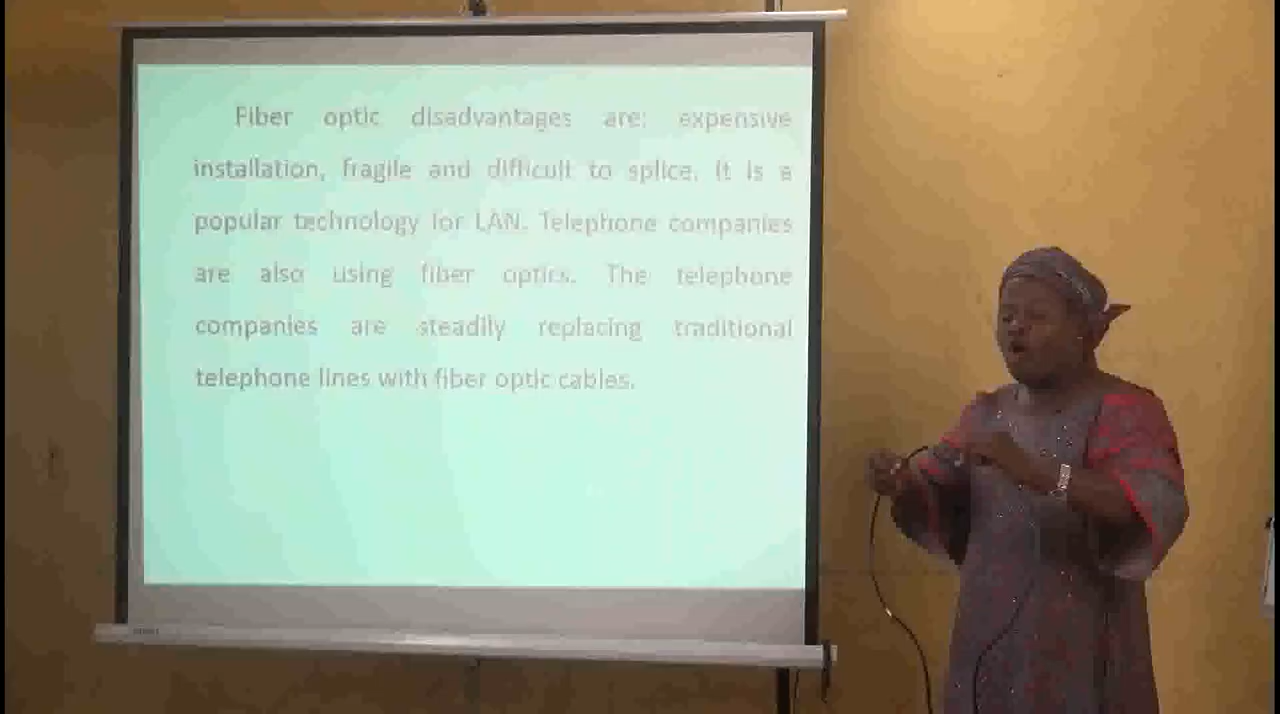 Fiber optic disadvantages are: expensive
installation, fragile and difficult to splice. It is a
popular technology for LAN. Telephone companies
are also using fiber optics. The telephone
companies are steadily replacing traditional
telephone lines with fiber optic cables.